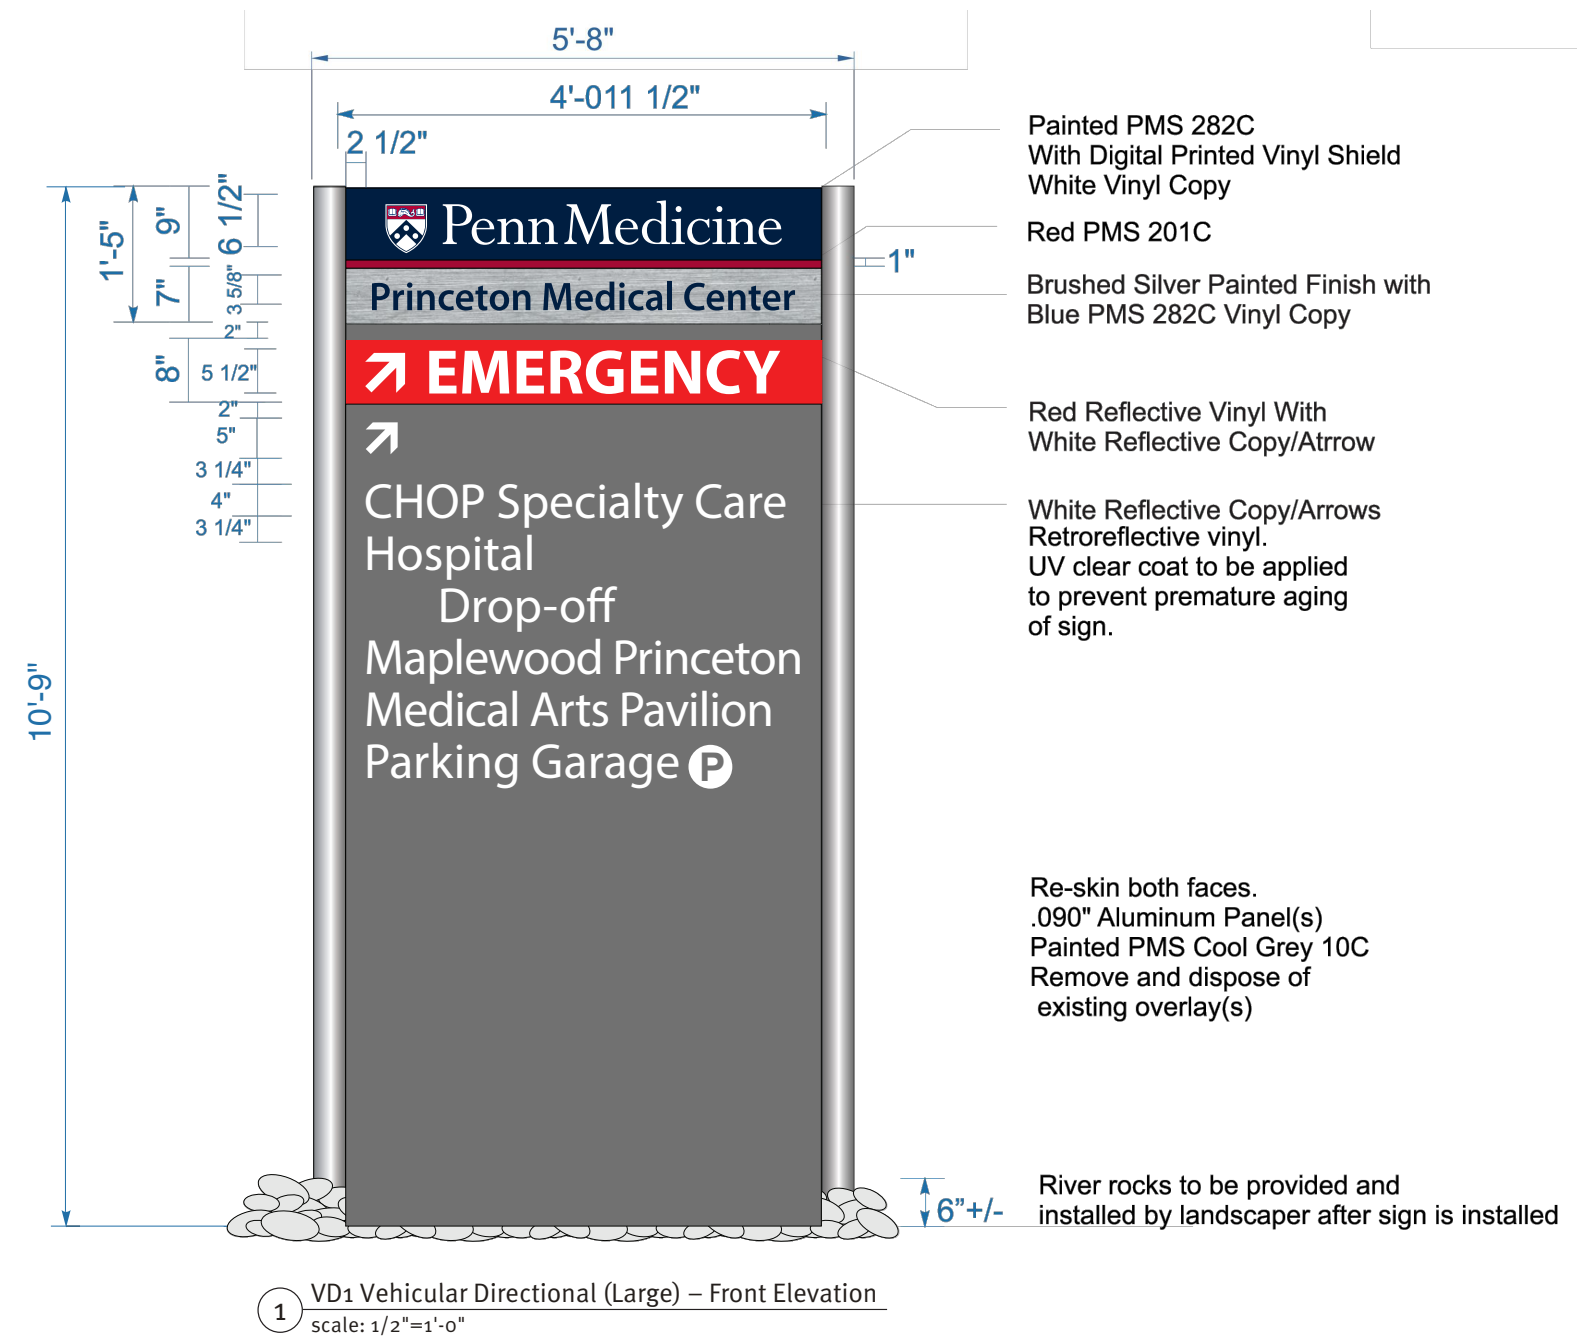 5'-8"
4'-011 1/2"
2 1/2"
1'-5"
9"
6 1/2"
7"
3 5/8"
2"
8"
5 1/2"
2"
5"
3 1/4"
4"
3 1/4"
10'-9"
Penn Medicine
Princeton Medical Center
EMERGENCY
CHOP Specialty Care
Hospital
Drop-off
Maplewood Princeton
Medical Arts Pavilion
Parking Garage P
1"
6”+/-
Painted PMS 282C
With Digital Printed Vinyl Shield
White Vinyl Copy
Red PMS 201C
Brushed Silver Painted Finish with
Blue PMS 282C Vinyl Copy
Red Reflective Vinyl With
White Reflective Copy/Atrrow
White Reflective Copy/Arrows
Retroreflective vinyl.
UV clear coat to be applied
to prevent premature aging
of sign.
Re-skin both faces.
.090" Aluminum Panel(s)
Painted PMS Cool Grey 10C
Remove and dispose of
existing overlay(s)
River rocks to be provided and
installed by landscaper after sign is installed
1
VD1 Vehicular Directional (Large) – Front Elevation
scale: 1/2"=1'-0"